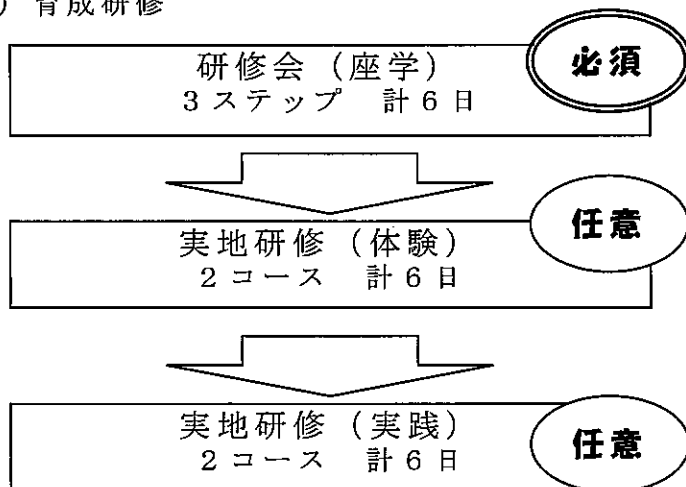 ) 育成研修
研修会（座学）
必須
3ステップ　計6日
実地研修（体験）
任意
2コース　計6日
実地研修（実践）
任意
2コース　計6日